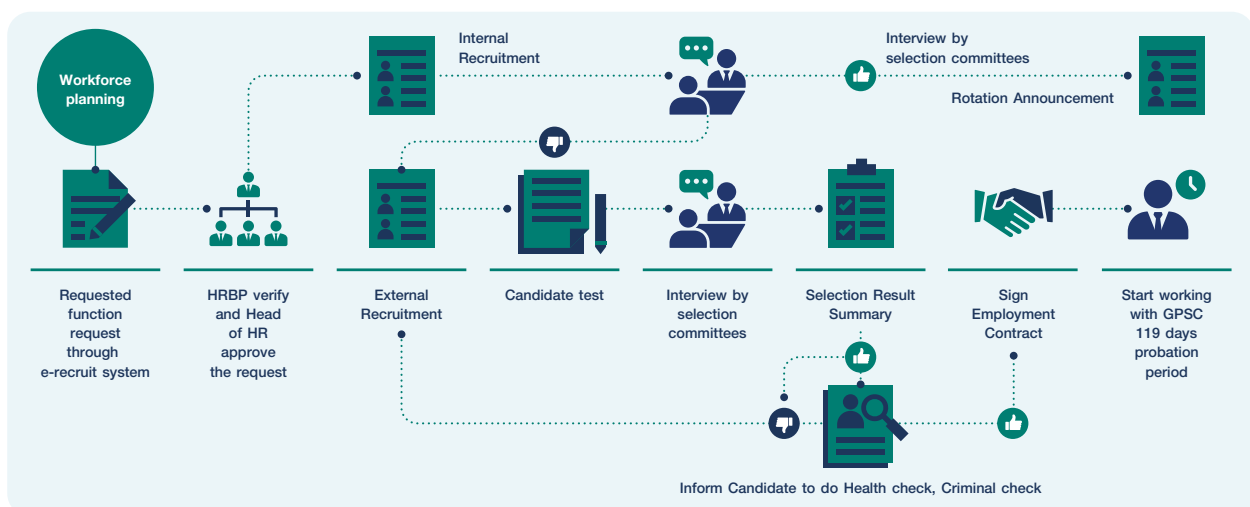 Workforce
planning
Internal
Recruitment
Interview by
selection committees
Rotation Announcement
Requested
function
request
through
e-recruit system
HRBP verify
and Head
of HR
approve
the request
External
Recruitment
Candidate test
Interview by
selection
committees
Selection Result
Summary
Sign
Employment
Contract
Start working
with GPSC
119 days
probation
period
Inform Candidate to do Health check, Criminal check